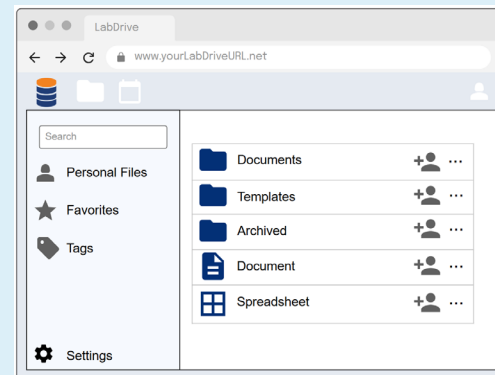 LabDrive
www.yourLabDriveURL.net
Search
Personal Files
Favorites
Tags
Settings
Documents
Templates
Archived
Document
Spreadsheet